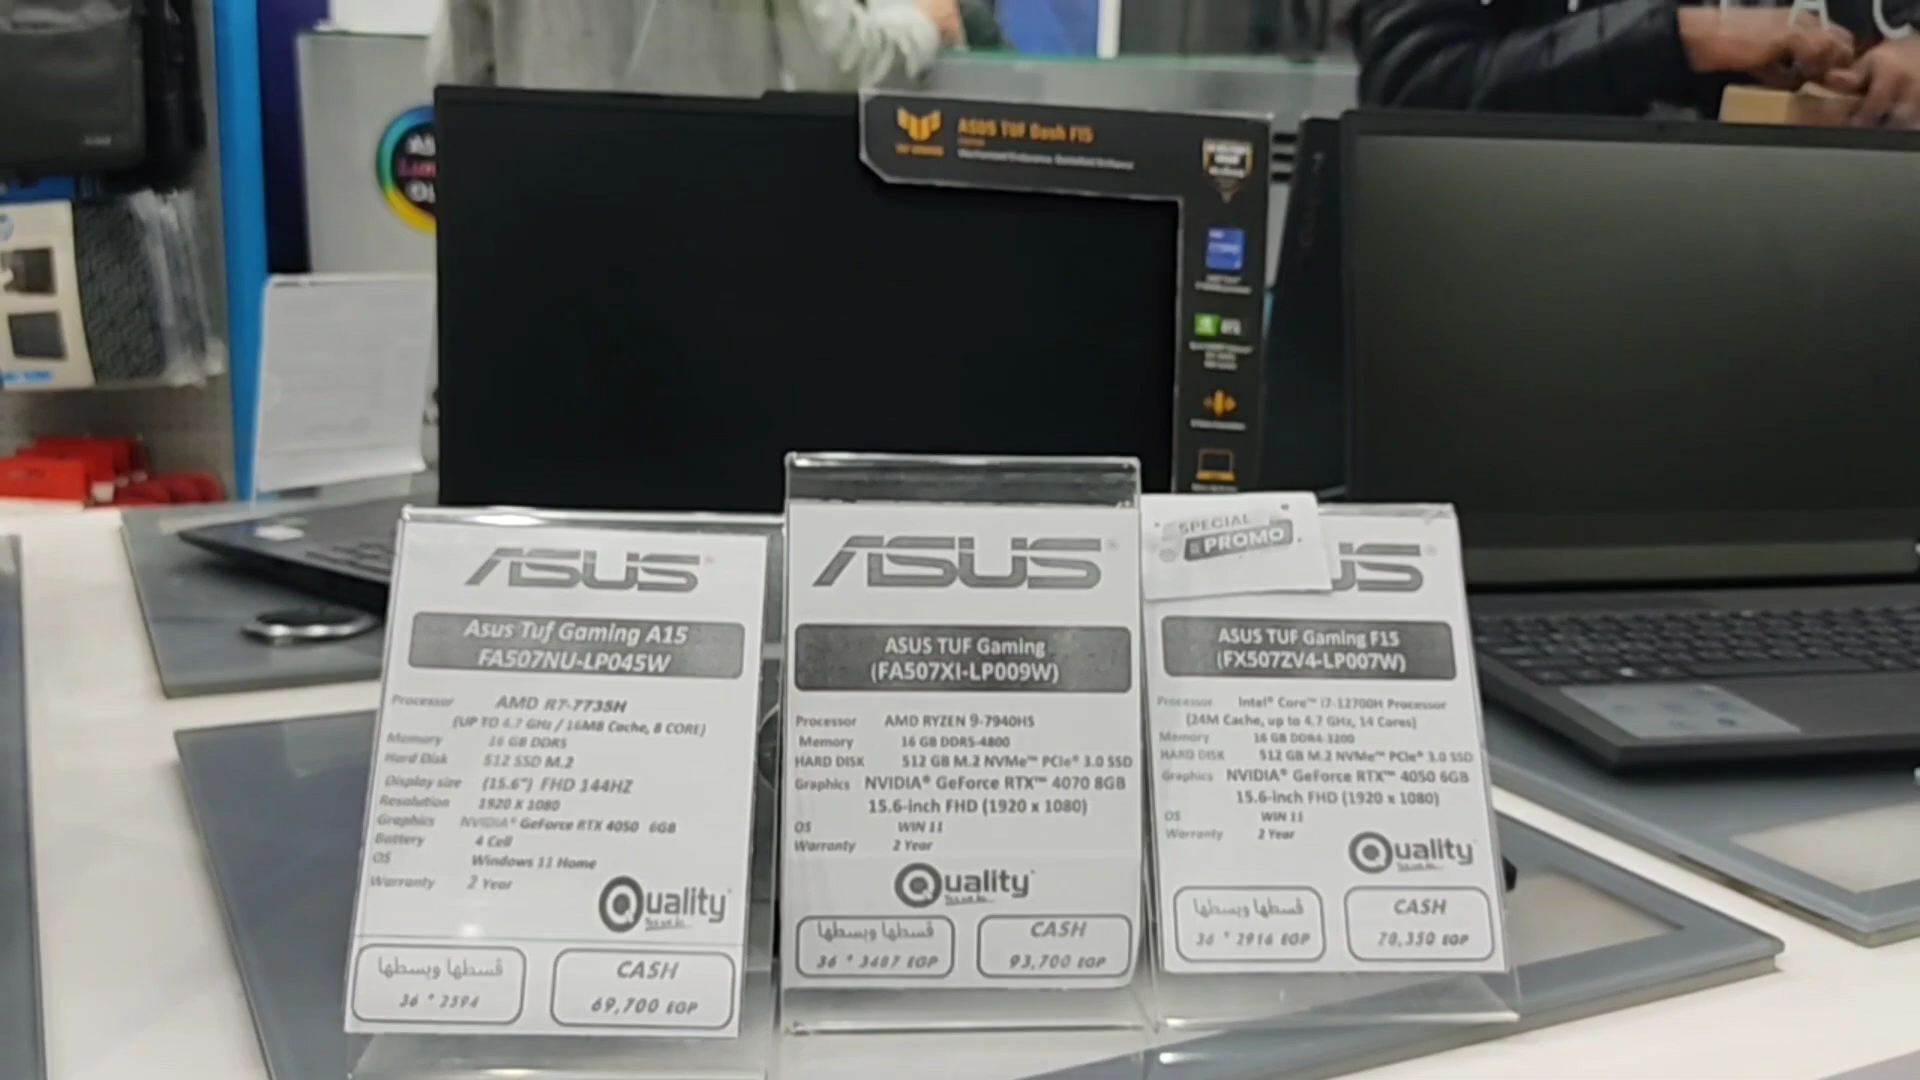 ASUS TUF Dash F15
ASUS
Asus Tuf Gaming A15
FA507NU-LP045W
Processor AMD R7-7735H
(UP TO 4.7 GHz / 16MB Cache, 8 CORE)
Memory 16 GB DDR5
Hard Disk 512 SSD M.2
Display size (15.6") FHD 144HZ
Resolution 1920 X 1080
Graphics NVIDIA® GeForce RTX 4050 6GB
Battery 4 Cell
OS Windows 11 Home
Warranty 2 Year
Quality
قسطها وبسطها
36 * 2594
CASH
69,700 EGP
ASUS
ASUS TUF Gaming
(FA507XI-LP009W)
Processor AMD RYZEN 9-7940HS
Memory 16 GB DDR5-4800
HARD DISK 512 GB M.2 NVMe™ PCIe® 3.0 SSD
Graphics NVIDIA® GeForce RTX™ 4070 8GB
15.6-inch FHD (1920 x 1080)
OS WIN 11
Warranty 2 Year
Quality
قسطها وبسطها
36 * 3487 EGP
CASH
93,700 EGP
SPECIAL
PROMO
ASUS TUF Gaming F15
(FX507ZV4-LP007W)
Processor Intel® Core™ i7-12700H Processor
(24M Cache, up to 4.7 GHz, 14 Cores)
Memory 16 GB DDR4-3200
HARD DISK 512 GB M.2 NVMe™ PCIe® 3.0 SSD
Graphics NVIDIA® GeForce RTX™ 4050 6GB
15.6-inch FHD (1920 x 1080)
OS WIN 11
Warranty 2 Year
Quality
قسطها وبسطها
36 * 2916 EGP
CASH
78,350 EGP